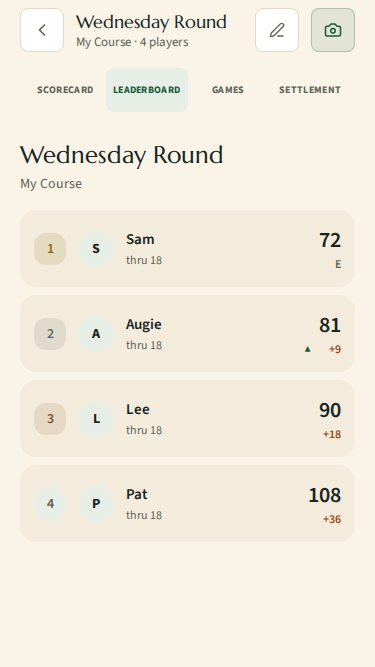 Wednesday Round
My Course · 4 players
SCORECARD LEADERBOARD GAMES SETTLEMENT
Wednesday Round
My Course
1 S Sam 72
thru 18 E
2 A Augie 81
thru 18 ▲ +9
3 L Lee 90
thru 18 +18
4 P Pat 108
thru 18 +36